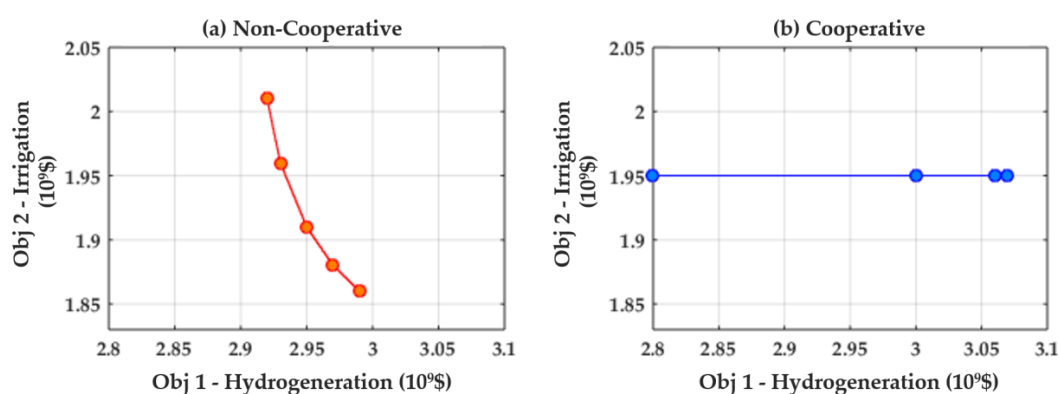 (a) Non-Cooperative
2.05
2
1.95
1.9
1.85
Obj 2 - Irrigation
(10⁹$)
2.8 2.85 2.9 2.95 3 3.05 3.1
Obj 1 - Hydrogeneration (10⁹$)
(b) Cooperative
2.05
2
1.95
1.9
1.85
Obj 2 - Irrigation
(10⁹$)
2.8 2.85 2.9 2.95 3 3.05 3.1
Obj 1 - Hydrogeneration (10⁹$)